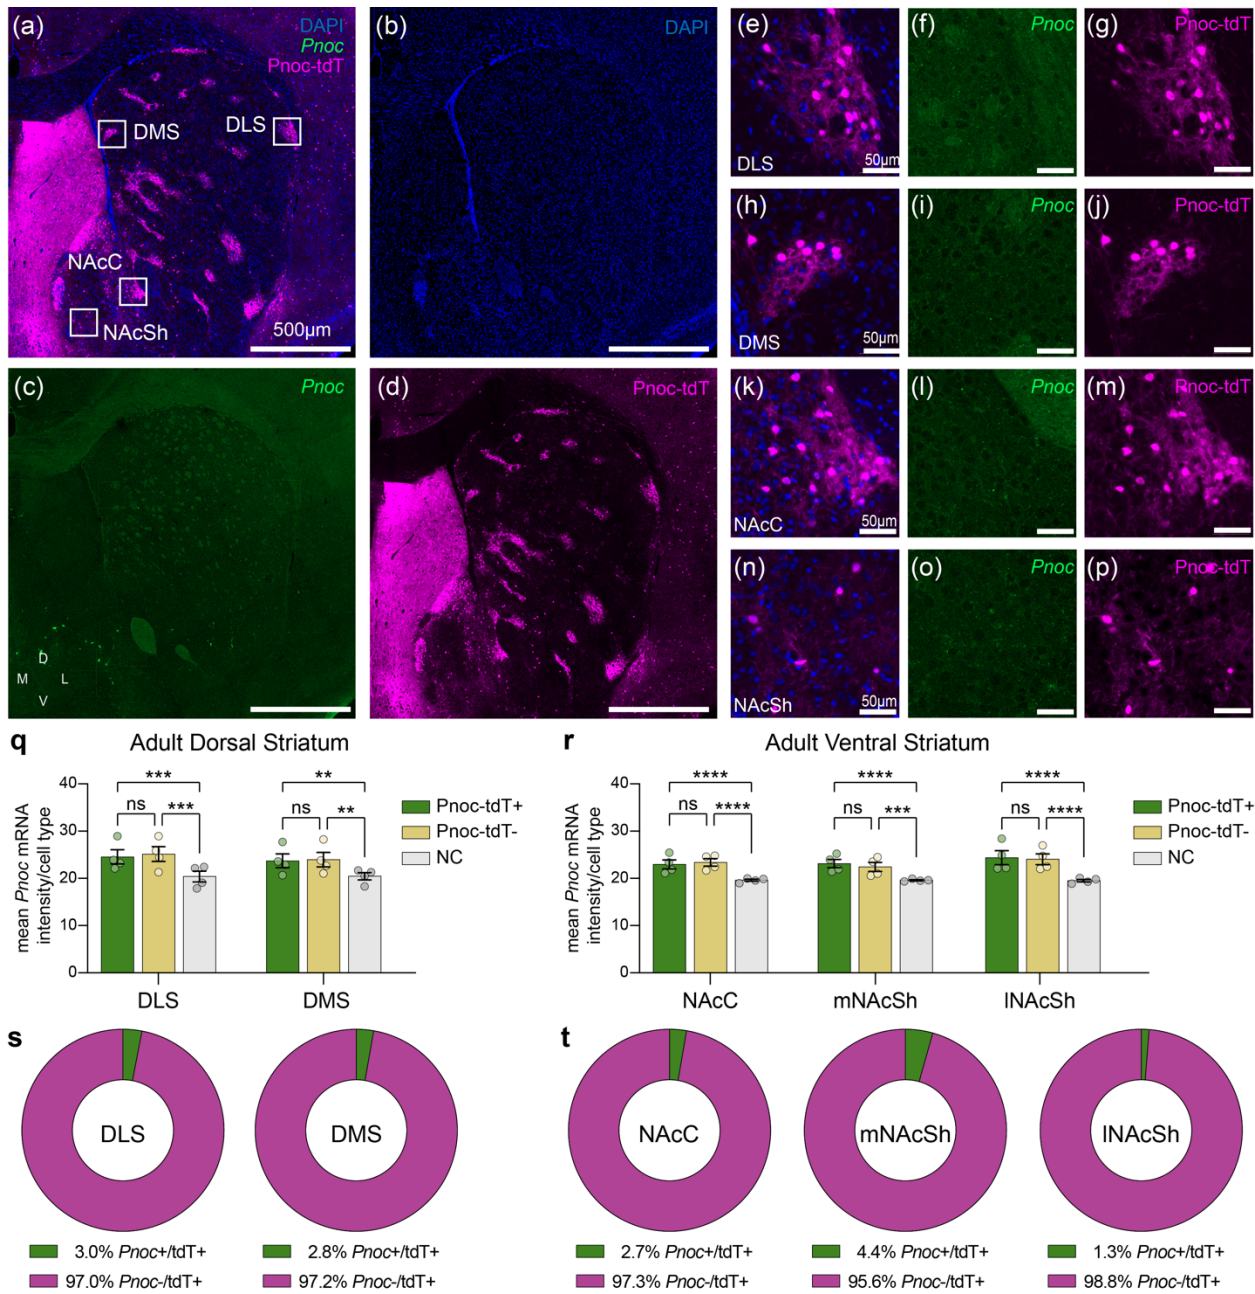 (a)
DAPI
Pnoc
Pnoc-tdT
DMS
DLS
NAcC
NAcSh
500µm
(b)
DAPI
(c)
Pnoc
D
M L
V
(d)
Pnoc-tdT
(e)
DLS
50µm
(f)
Pnoc
(g)
Pnoc-tdT
(h)
DMS
50µm
(i)
Pnoc
(j)
Pnoc-tdT
(k)
NAcC
50µm
(l)
Pnoc
(m)
Pnoc-tdT
(n)
NAcSh
50µm
(o)
Pnoc
(p)
Pnoc-tdT
q Adult Dorsal Striatum
mean Pnoc mRNA
intensity/cell type
40
30
20
10
0
*** **
ns *** ns **
DLS DMS
Pnoc-tdT+
Pnoc-tdT-
NC
r Adult Ventral Striatum
mean Pnoc mRNA
intensity/cell type
40
30
20
10
0
**** **** ****
ns **** ns *** ns ****
NAcC mNAcSh lNAcSh
Pnoc-tdT+
Pnoc-tdT-
NC
s
DLS
3.0% Pnoc+/tdT+
97.0% Pnoc-/tdT+
DMS
2.8% Pnoc+/tdT+
97.2% Pnoc-/tdT+
t
NAcC
2.7% Pnoc+/tdT+
97.3% Pnoc-/tdT+
mNAcSh
4.4% Pnoc+/tdT+
95.6% Pnoc-/tdT+
lNAcSh
1.3% Pnoc+/tdT+
98.8% Pnoc-/tdT+